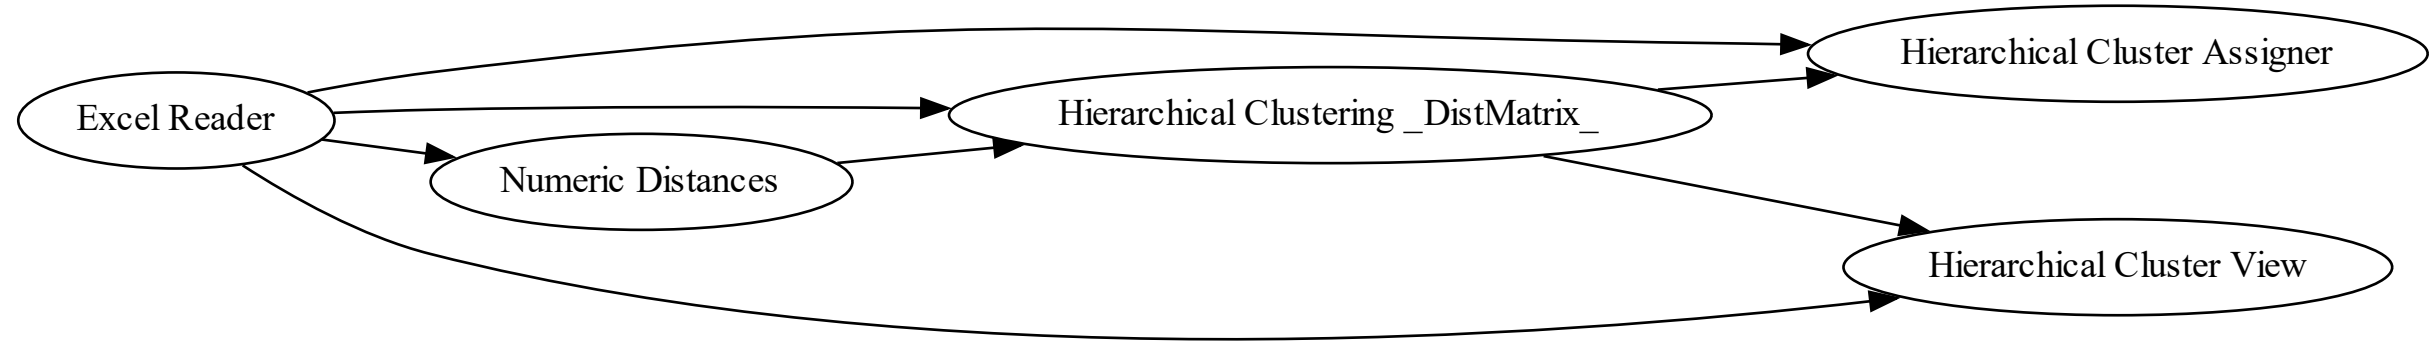 Excel Reader
Numeric Distances
Hierarchical Clustering _DistMatrix_
Hierarchical Cluster Assigner
Hierarchical Cluster View